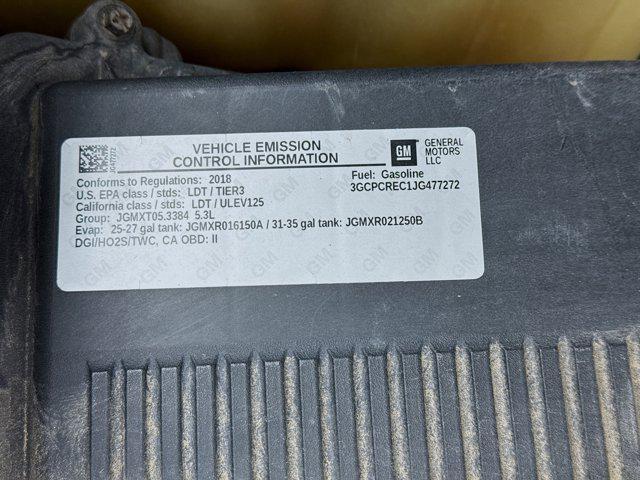 VEHICLE EMISSION
CONTROL INFORMATION
GM
GENERAL
MOTORS
LLC
JG477272
Conforms to Regulations: 2018
Fuel: Gasoline
U.S. EPA class / stds: LDT / TIER3
3GCPCREC1JG477272
California class / stds: LDT / ULEV125
Group: JGMXT05.3384 5.3L
Evap: 25-27 gal tank: JGMXR016150A / 31-35 gal tank: JGMXR021250B
DGI/HO2S/TWC, CA OBD: II